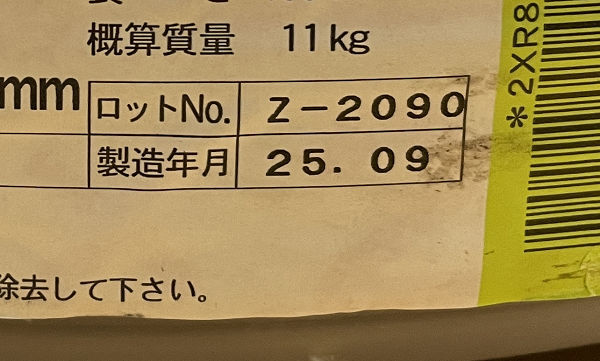 概算質量 11kg
mm
ロットNo. Z-2090
製造年月 25.09
除去して下さい。
*2XR8